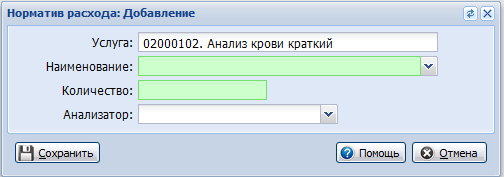 Норматив расхода: Добавление
Услуга: 02000102. Анализ крови краткий
Наименование:
Количество:
Анализатор:
Сохранить Помощь Отмена